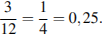 3/12 = 1/4 = 0,25.